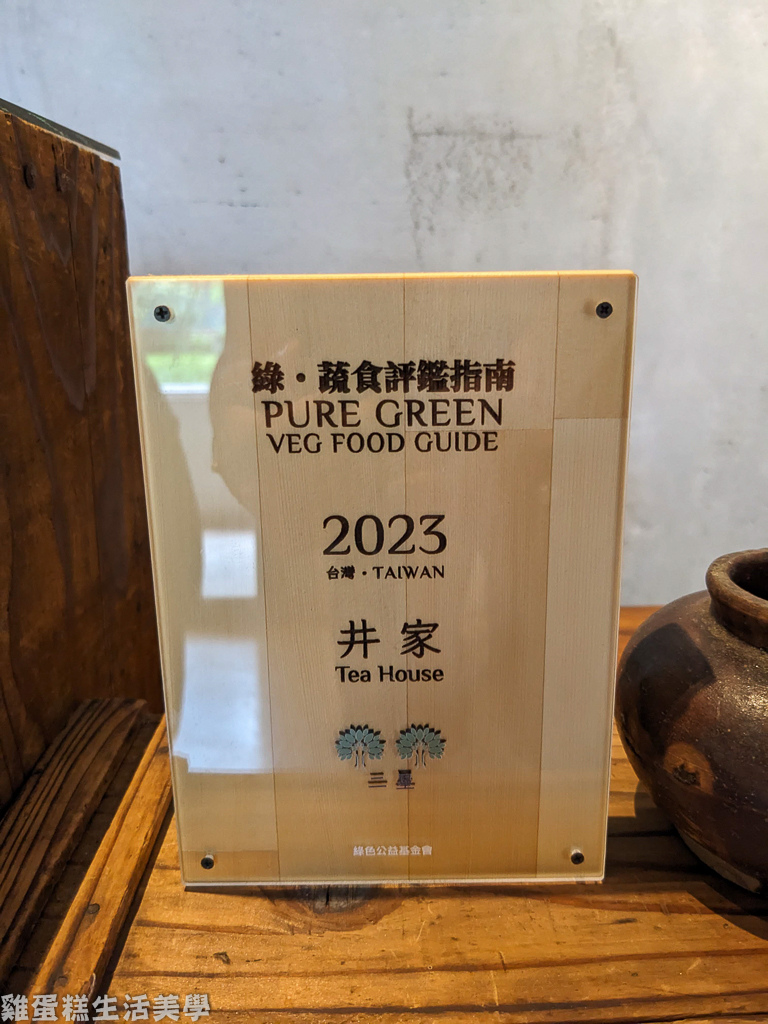 綠・蔬食評鑑指南
PURE GREEN
VEG FOOD GUIDE
2023
台灣・TAIWAN
井家
Tea House
三星
綠色公益基金會
雞蛋糕生活美學